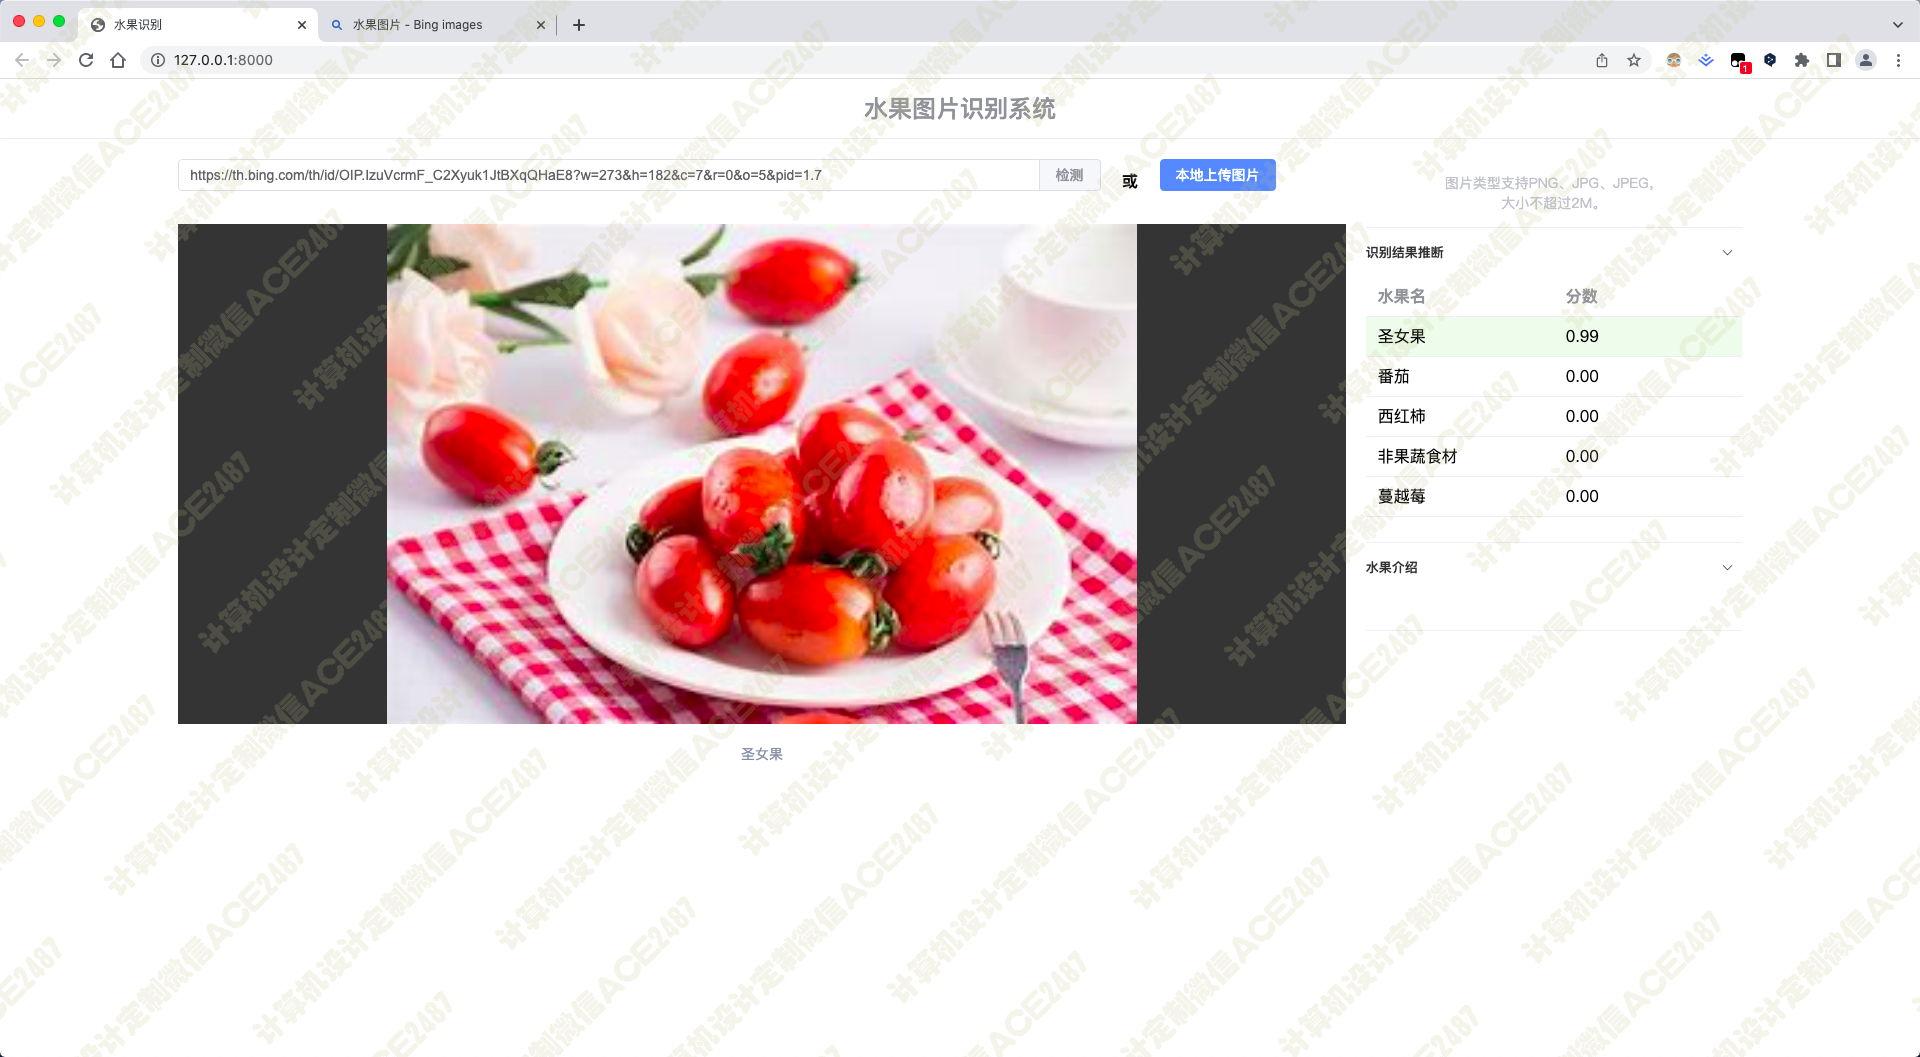 水果识别
水果图片 - Bing images
127.0.0.1:8000
1
水果图片识别系统
https://th.bing.com/th/id/OIP.IzuVcrmF_C2Xyuk1JtBXqQHaE8?w=273&h=182&c=7&r=0&o=5&pid=1.7
检测
或
本地上传图片
图片类型支持PNG、JPG、JPEG,
大小不超过2M。
识别结果推断
水果名 分数
圣女果 0.99
番茄 0.00
西红柿 0.00
非果蔬食材 0.00
蔓越莓 0.00
水果介绍
圣女果
计算机设计定制微信ACE2487